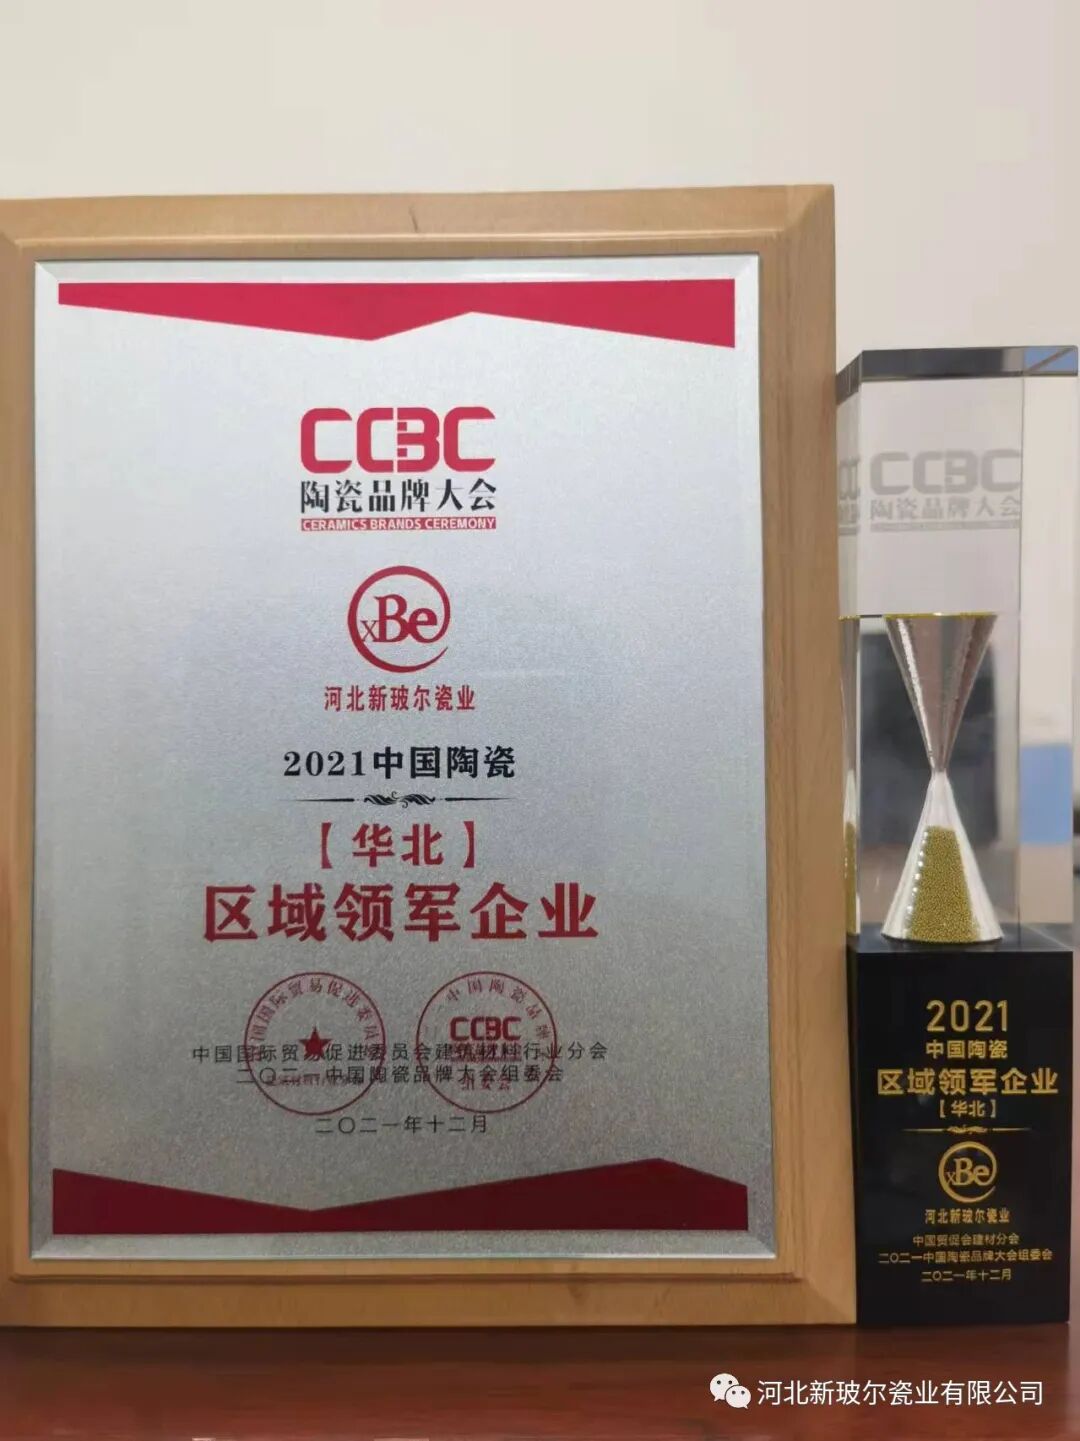 CCBC
陶瓷品牌大会
CERAMICS BRANDS CEREMONY
xBe
河北新玻尔瓷业
2021中国陶瓷
【华北】
区域领军企业
中国国际贸易促进委员会建筑材料行业分会
二〇二一中国陶瓷品牌大会组委会
二〇二一年十二月
CCBC
CCBC
陶瓷品牌大会
2021
中国陶瓷
区域领军企业
【华北】
xBe
河北新玻尔瓷业
中国贸促会建材分会
二〇二一中国陶瓷品牌大会组委会
二〇二一年十二月
河北新玻尔瓷业有限公司